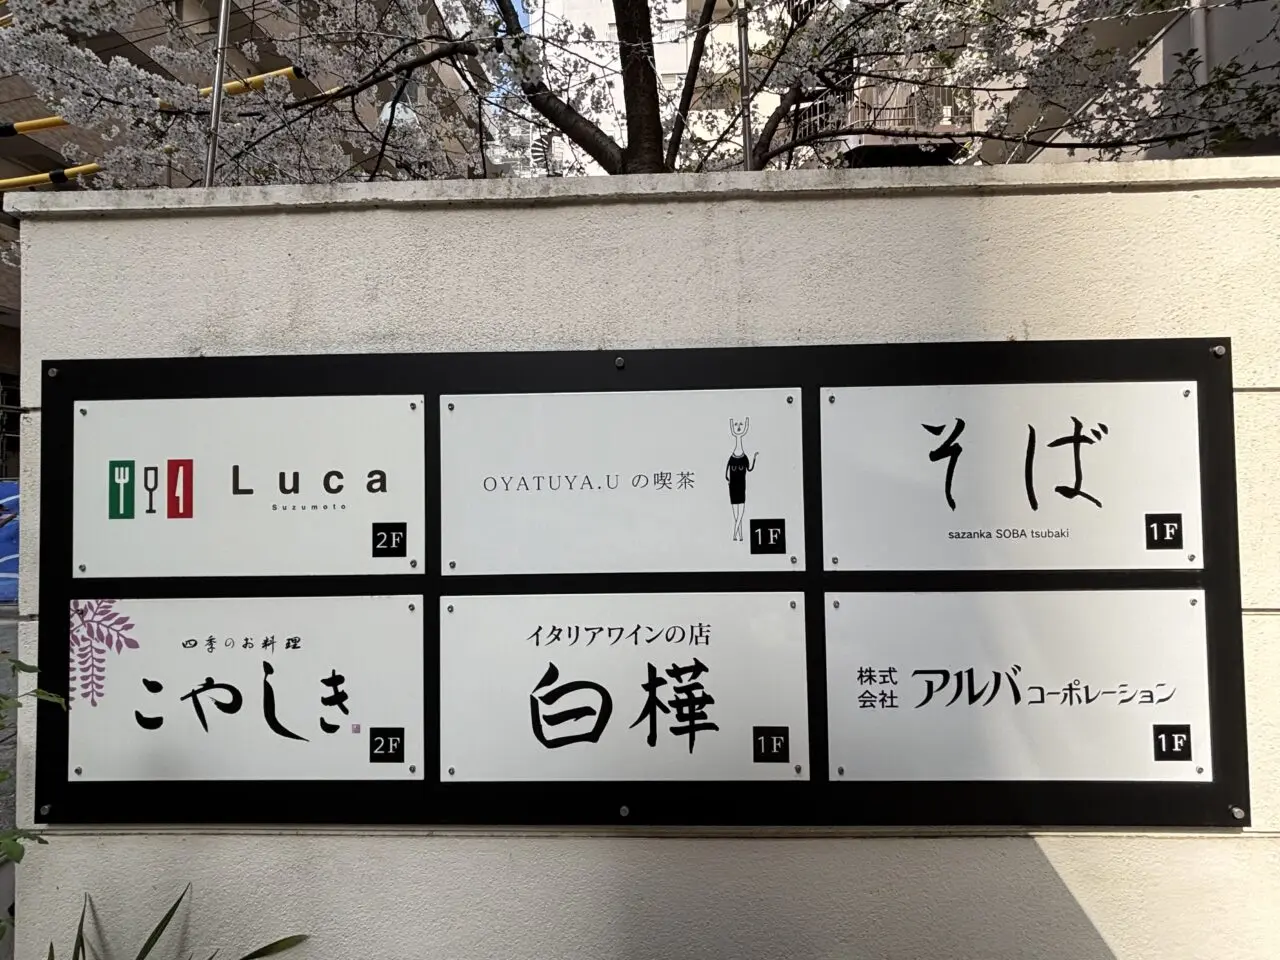 Luca
Suzumoto
2F
OYATUYA.U の喫茶
1F
そば
sazanka SOBA tsubaki
1F
四季のお料理
こやしき
2F
イタリアワインの店
白樺
1F
株式会社 アルバコーポレーション
1F